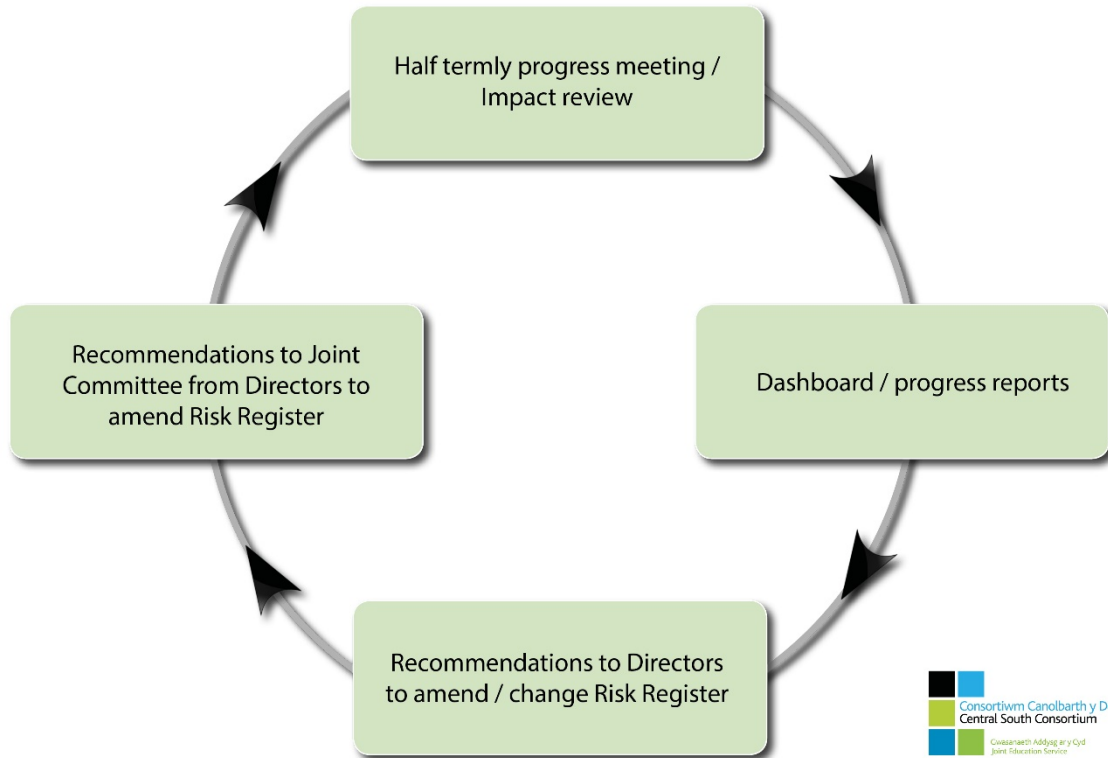 Half termly progress meeting /
Impact review
Dashboard / progress reports
Recommendations to Directors
to amend / change Risk Register
Recommendations to Joint
Committee from Directors to
amend Risk Register
Consortiwm Canolbarth y D
Central South Consortium
Gwasanaeth Addysg ar y Cyd
Joint Education Service